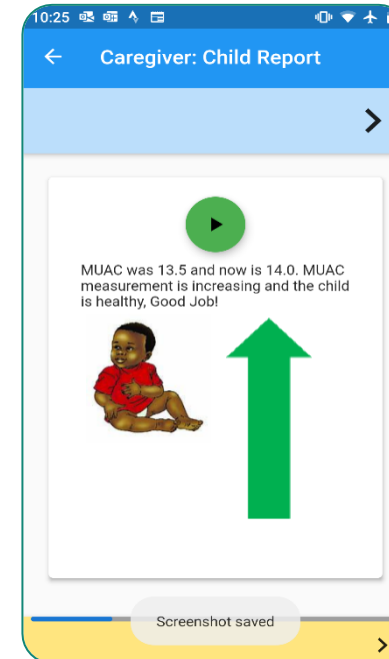 10:25
Caregiver: Child Report
MUAC was 13.5 and now is 14.0. MUAC
measurement is increasing and the child
is healthy, Good Job!
Screenshot saved